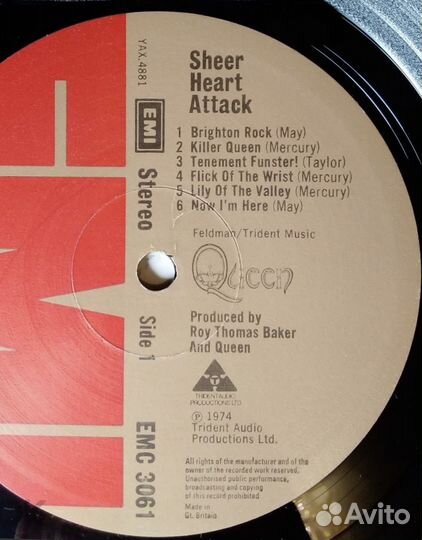 Sheer
Heart
Attack
1 Brighton Rock (May)
2 Killer Queen (Mercury)
3 Tenement Funster! (Taylor)
4 Flick Of The Wrist (Mercury)
5 Lily Of The Valley (Mercury)
6 Now I'm Here (May)
Feldman/Trident Music
Queen
Produced by
Roy Thomas Baker
And Queen
TRIDENT AUDIO
PRODUCTIONS LTD
℗ 1974
Trident Audio
Productions Ltd.
All rights of the manufacturer and of the
owner of the recorded work reserved.
Unauthorised public performance,
broadcasting and copying
of this record prohibited
Made in
Gt. Britain
YAX.4881
EMI
Stereo
Side 1
EMC 3061
Avito